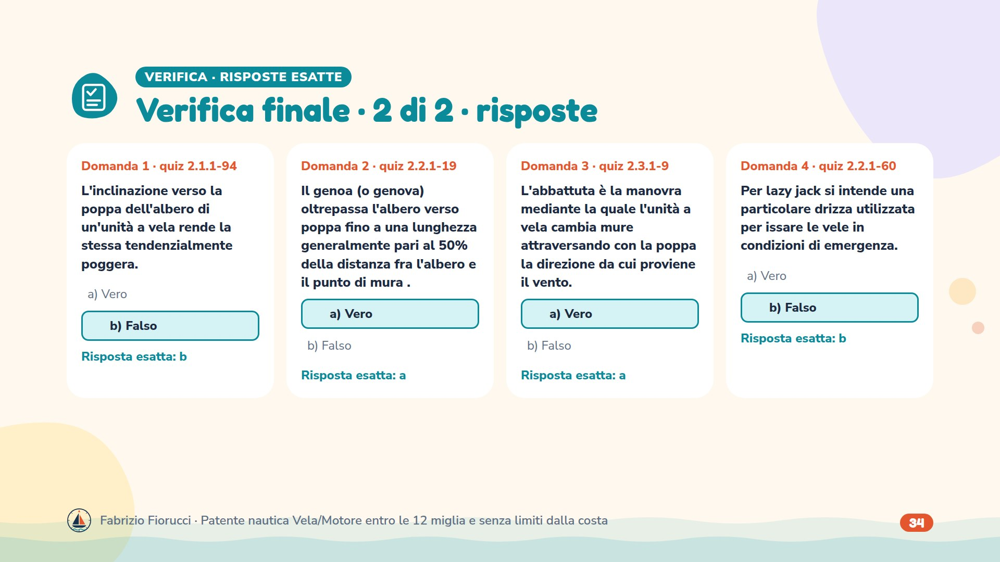 VERIFICA · RISPOSTE ESATTE
Verifica finale · 2 di 2 · risposte
Domanda 1 · quiz 2.1.1-94
L'inclinazione verso la
poppa dell'albero di
un'unità a vela rende la
stessa tendenzialmente
poggera.
a) Vero
b) Falso
Risposta esatta: b
Domanda 2 · quiz 2.2.1-19
Il genoa (o genova)
oltrepassa l'albero verso
poppa fino a una lunghezza
generalmente pari al 50%
della distanza fra l'albero e
il punto di mura .
a) Vero
b) Falso
Risposta esatta: a
Domanda 3 · quiz 2.3.1-9
L'abbattuta è la manovra
mediante la quale l'unità a
vela cambia mure
attraversando con la poppa
la direzione da cui proviene
il vento.
a) Vero
b) Falso
Risposta esatta: a
Domanda 4 · quiz 2.2.1-60
Per lazy jack si intende una
particolare drizza utilizzata
per issare le vele in
condizioni di emergenza.
a) Vero
b) Falso
Risposta esatta: b
Fabrizio Fiorucci · Patente nautica Vela/Motore entro le 12 miglia e senza limiti dalla costa
34